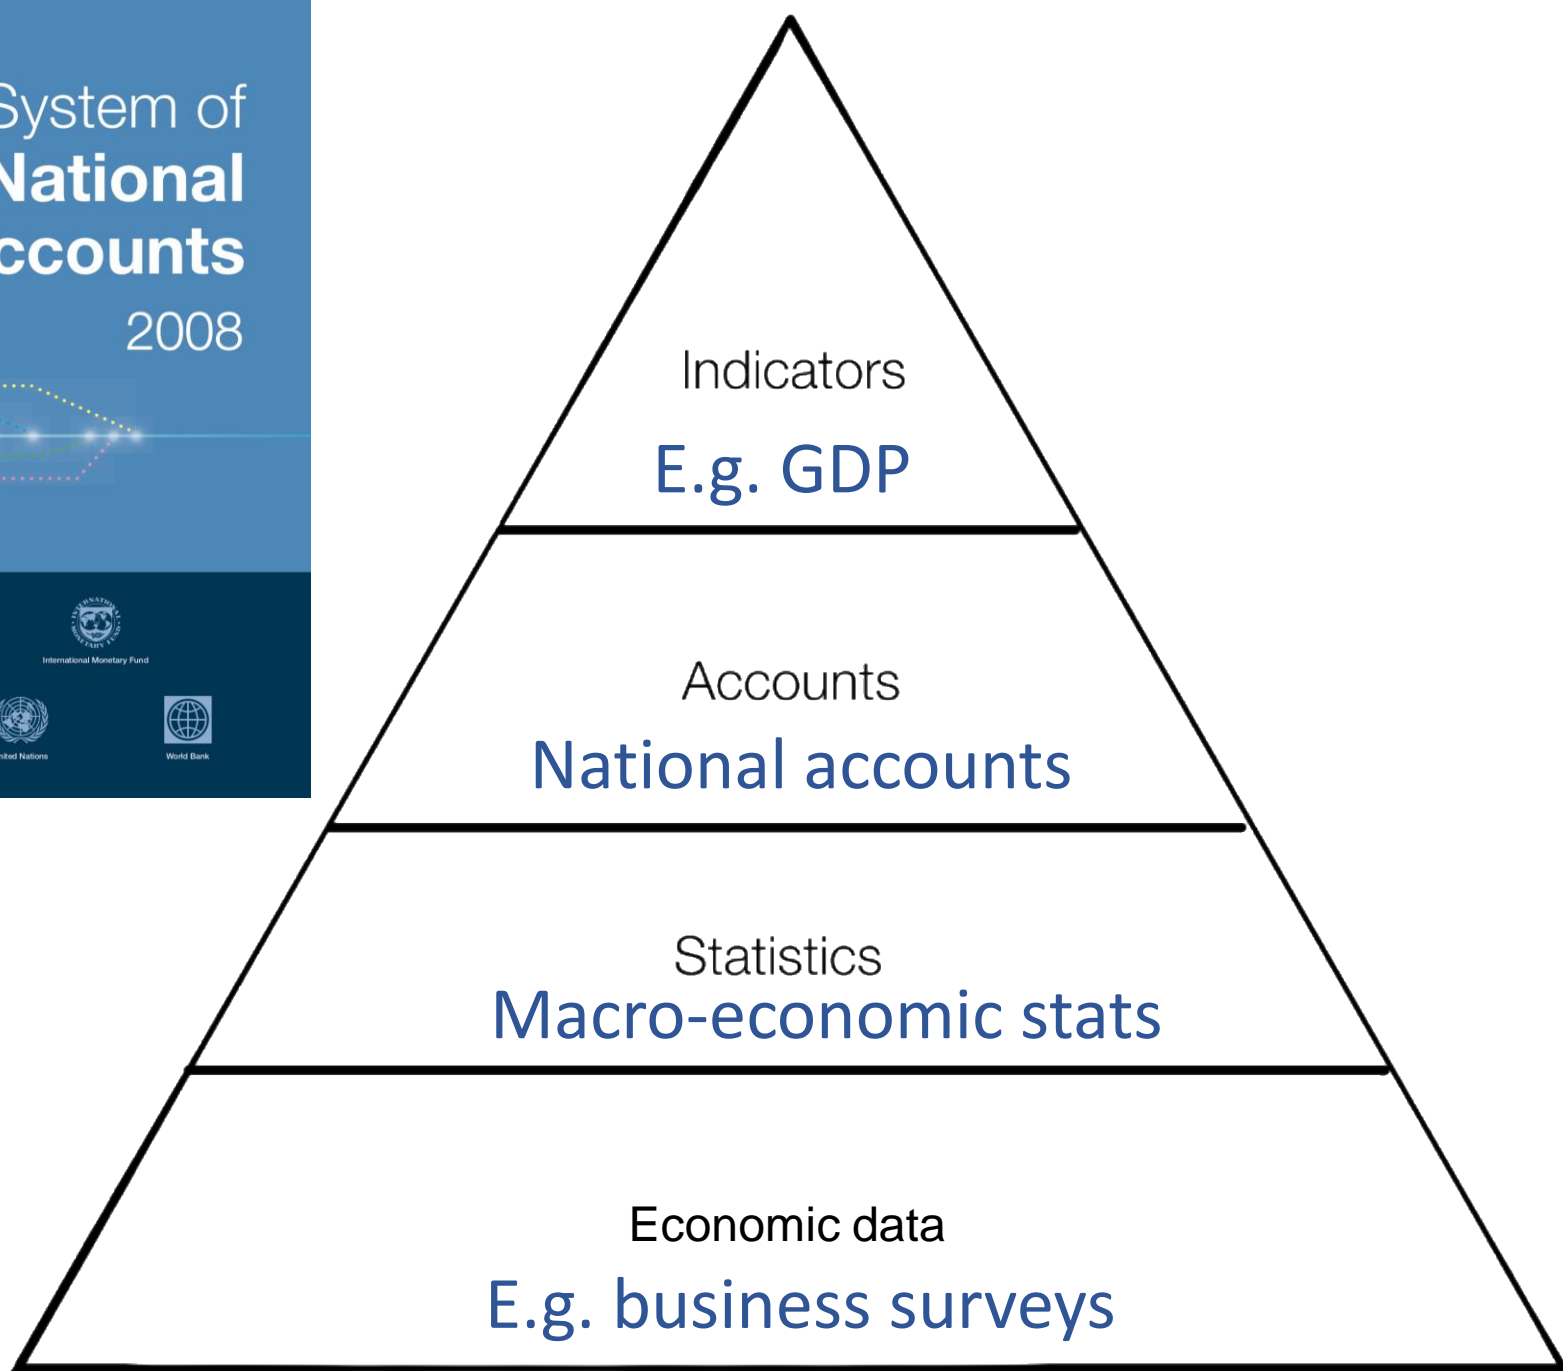 System of
National
ccounts
2008
International Monetary Fund
nited Nations
World Bank
Indicators
E.g. GDP
Accounts
National accounts
Statistics
Macro-economic stats
Economic data
E.g. business surveys